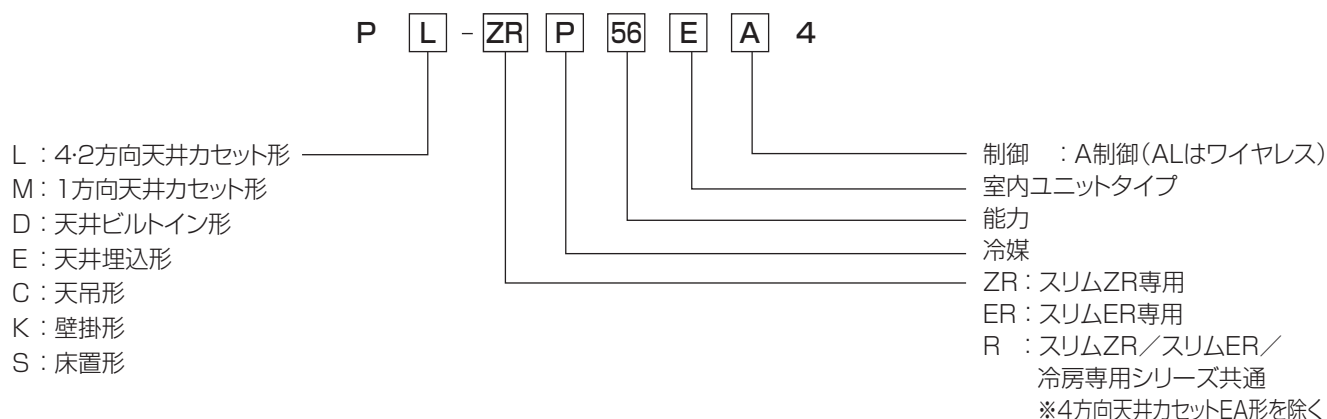 P L - ZR P 56 E A 4
L : 4・2方向天井カセット形
M : 1方向天井カセット形
D : 天井ビルトイン形
E : 天井埋込形
C : 天吊形
K : 壁掛形
S : 床置形
制御 : A制御(ALはワイヤレス)
室内ユニットタイプ
能力
冷媒
ZR : スリムZR専用
ER : スリムER専用
R : スリムZR/スリムER/
冷房専用シリーズ共通
※4方向天井カセットEA形を除く